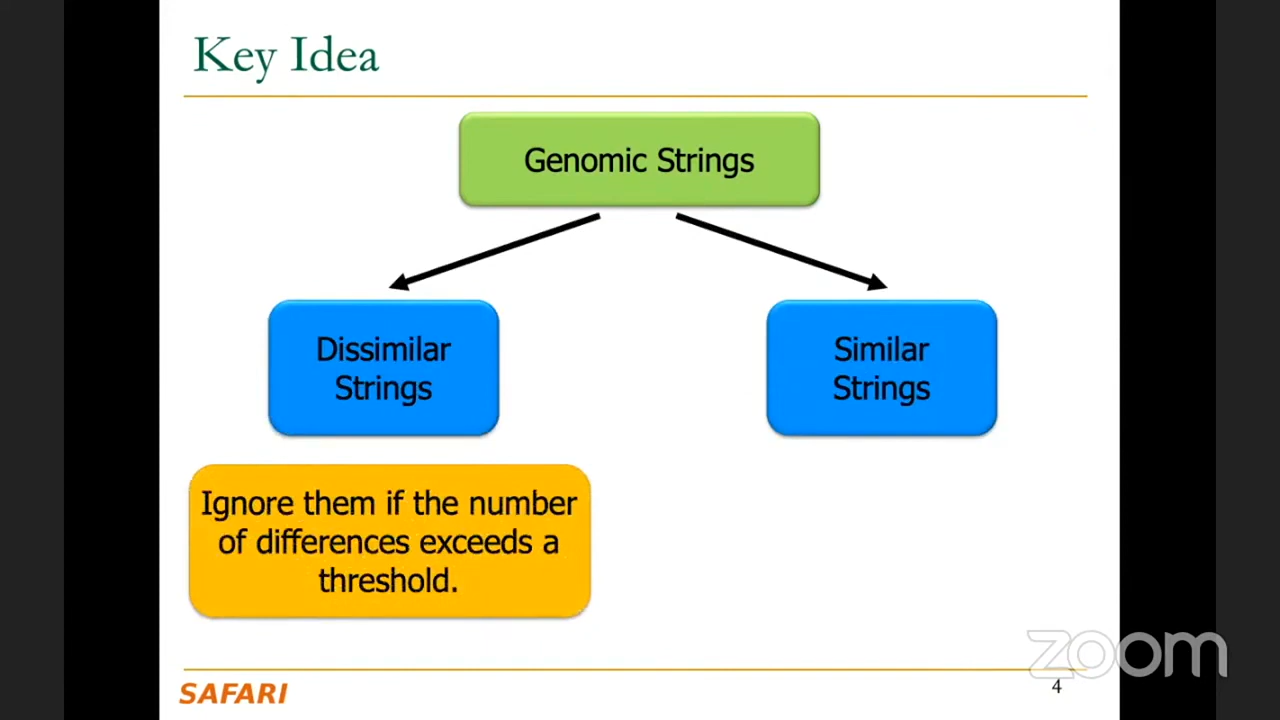 Key Idea
Genomic Strings
Dissimilar
Strings
Similar
Strings
Ignore them if the number
of differences exceeds a
threshold.
SAFARI
4
zoom